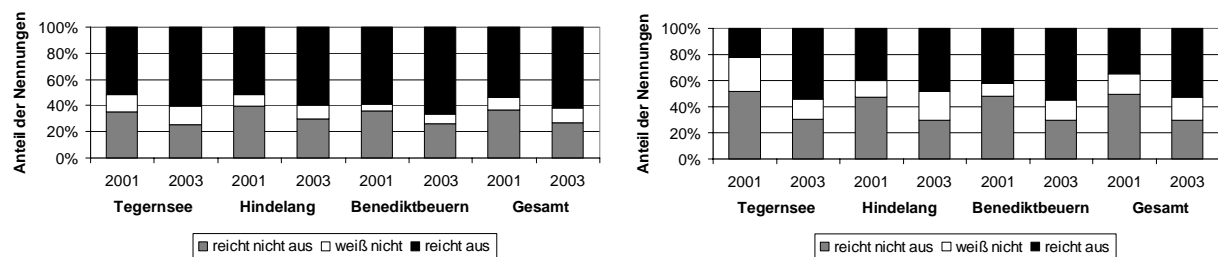 Anteil der Nennungen
100%
80%
60%
40%
20%
0%
2001 2003 2001 2003 2001 2003 2001 2003
Tegernsee Hindelang Benediktbeuern Gesamt
reicht nicht aus weiß nicht reicht aus
Anteil der Nennungen
100%
80%
60%
40%
20%
0%
2001 2003 2001 2003 2001 2003 2001 2003
Tegernsee Hindelang Benediktbeuern Gesamt
reicht nicht aus weiß nicht reicht aus